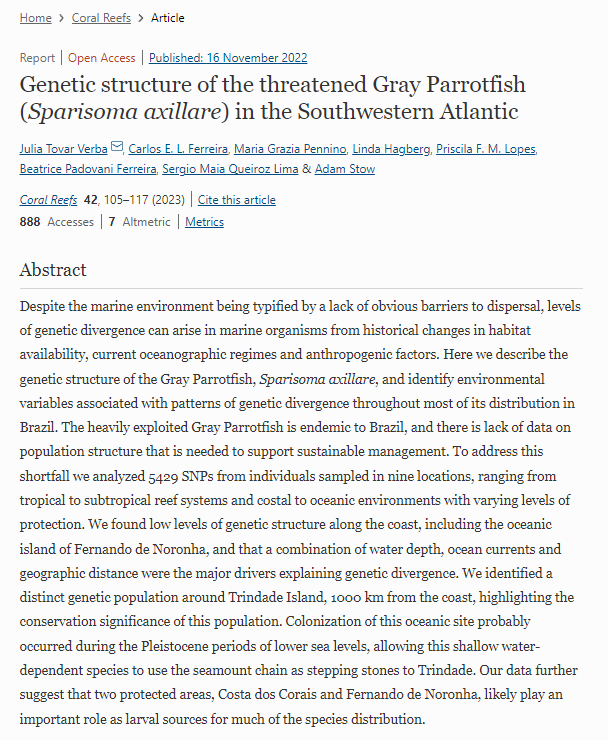 Home > Coral Reefs > Article
Report | Open Access | Published: 16 November 2022
Genetic structure of the threatened Gray Parrotfish
(Sparisoma axillare) in the Southwestern Atlantic
Julia Tovar Verba, Carlos E. L. Ferreira, Maria Grazia Pennino, Linda Hagberg, Priscila F. M. Lopes,
Beatrice Padovani Ferreira, Sergio Maia Queiroz Lima & Adam Stow
Coral Reefs 42, 105–117 (2023) | Cite this article
888 Accesses | 7 Altmetric | Metrics
Abstract
Despite the marine environment being typified by a lack of obvious barriers to dispersal, levels
of genetic divergence can arise in marine organisms from historical changes in habitat
availability, current oceanographic regimes and anthropogenic factors. Here we describe the
genetic structure of the Gray Parrotfish, Sparisoma axillare, and identify environmental
variables associated with patterns of genetic divergence throughout most of its distribution in
Brazil. The heavily exploited Gray Parrotfish is endemic to Brazil, and there is lack of data on
population structure that is needed to support sustainable management. To address this
shortfall we analyzed 5429 SNPs from individuals sampled in nine locations, ranging from
tropical to subtropical reef systems and costal to oceanic environments with varying levels of
protection. We found low levels of genetic structure along the coast, including the oceanic
island of Fernando de Noronha, and that a combination of water depth, ocean currents and
geographic distance were the major drivers explaining genetic divergence. We identified a
distinct genetic population around Trindade Island, 1000 km from the coast, highlighting the
conservation significance of this population. Colonization of this oceanic site probably
occurred during the Pleistocene periods of lower sea levels, allowing this shallow water-
dependent species to use the seamount chain as stepping stones to Trindade. Our data further
suggest that two protected areas, Costa dos Corais and Fernando de Noronha, likely play an
important role as larval sources for much of the species distribution.